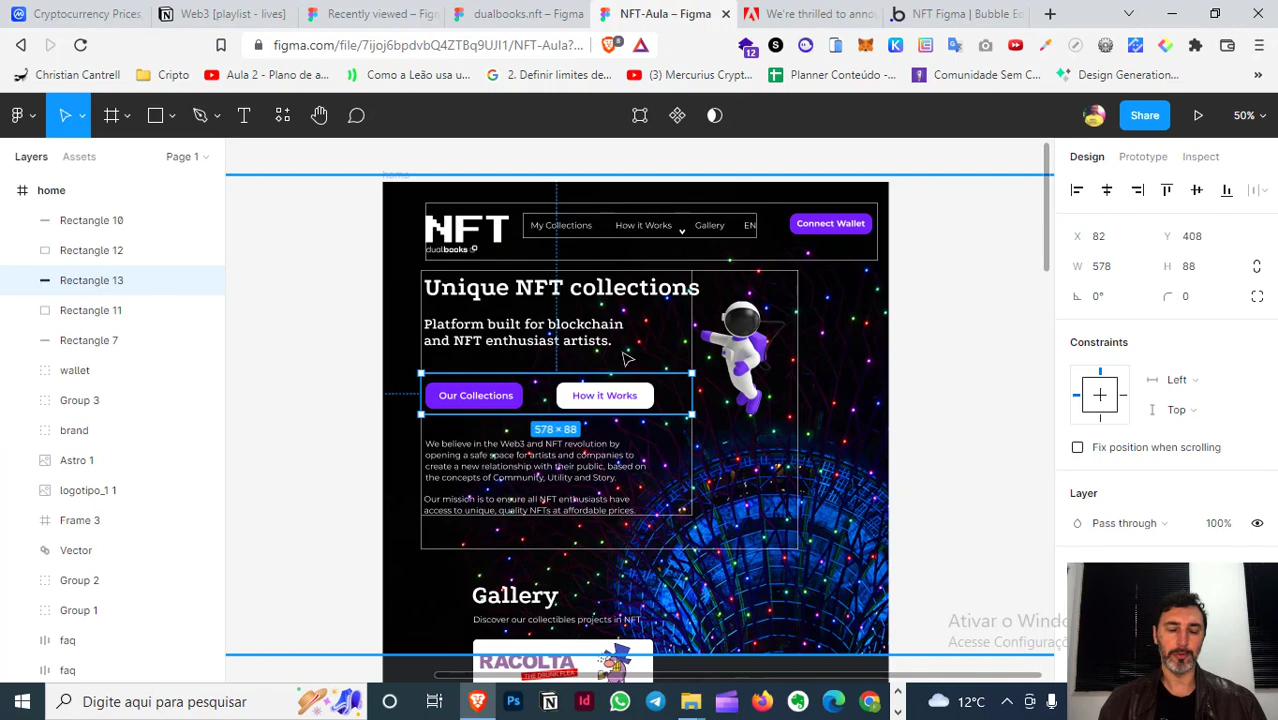 Cryptocurrency Prices,
Web3 [playlist - lives]
Recently viewed – Figm
dualbooks.nft – Figma
NFT-Aula – Figma
We're thrilled to annou
NFT Figma | Bubble Ed
figma.com/file/7ijoj6bpdvbQ4ZTBq9UJI1/NFT-Aula?...
8
12
Christian Cantrell
Cripto
Aula 2 - Plano de a...
Como a Leão usa u...
2. Definir limites de...
(3) Mercurius Crypt...
Planner Conteúdo -...
Comunidade Sem C...
Design Generation...
Share
50%
Layers
Assets
Page 1
home
Rectangle 10
Rectangle 12
Rectangle 13
Rectangle 11
Rectangle 7
wallet
Group 3
brand
Astro 1
logotipo_1 1
Frame 3
Vector
Group 2
Group 1
faq
faq
home
NFT
dualbooks
My Collections
How it Works
Gallery
EN
Connect Wallet
Unique NFT collections
Platform built for blockchain
and NFT enthusiast artists.
Our Collections
How it Works
578 × 88
We believe in the Web3 and NFT revolution by
opening a safe space for artists and companies to
create a new relationship with their public, based on
the concepts of Community, Utility and Story.
Our mission is to ensure all NFT enthusiasts have
access to unique, quality NFTs at affordable prices.
Gallery
Discover our collectibles projects in NFT.
RACOLTA
THE DRUNK FLEX
Design
Prototype
Inspect
X 82
Y 408
W 578
H 88
0°
0
Constraints
Left
Top
Fix position when scrolling
Layer
Pass through
100%
Ativar o Windo
Acesse Configuraçõ
Digite aqui para pesquisar
12°C